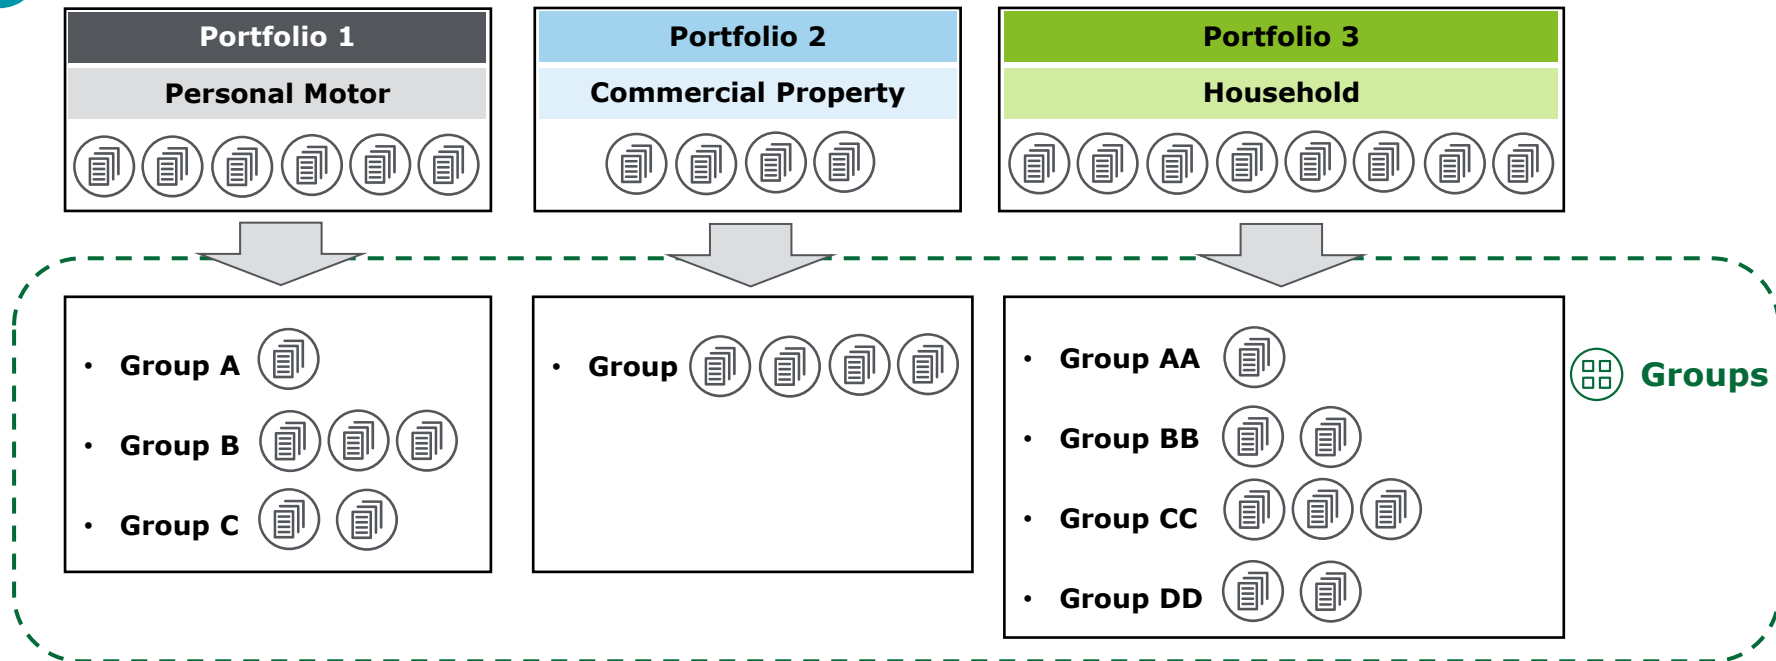 Portfolio 1
Personal Motor
Portfolio 2
Commercial Property
Portfolio 3
Household
• Group A
• Group B
• Group C
• Group
• Group AA
• Group BB
• Group CC
• Group DD
Groups